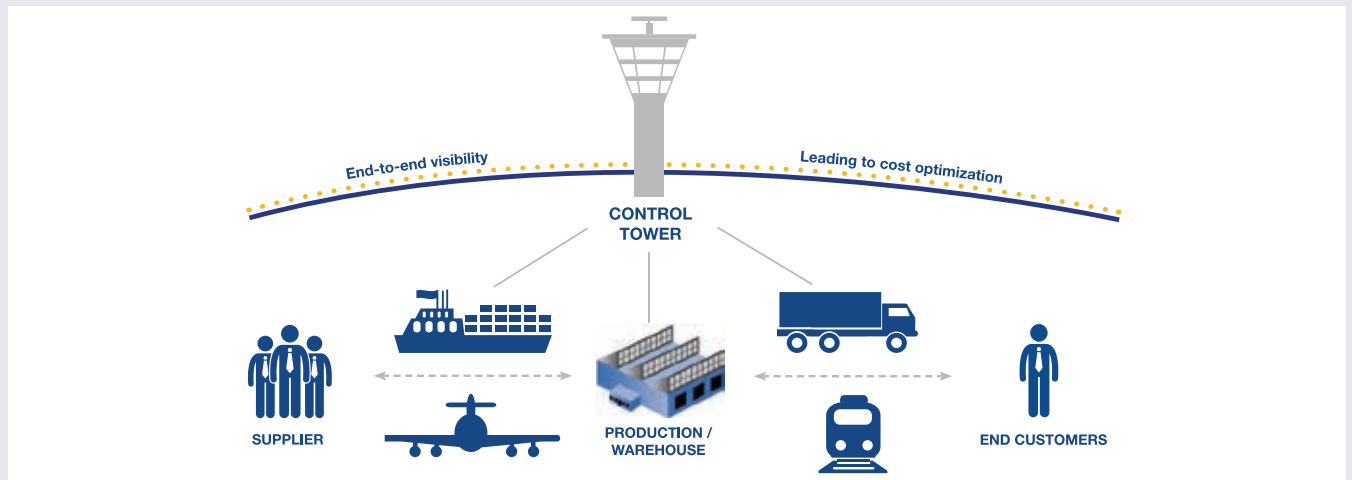 End-to-end visibility
Leading to cost optimization
CONTROL
TOWER
SUPPLIER
PRODUCTION /
WAREHOUSE
END CUSTOMERS